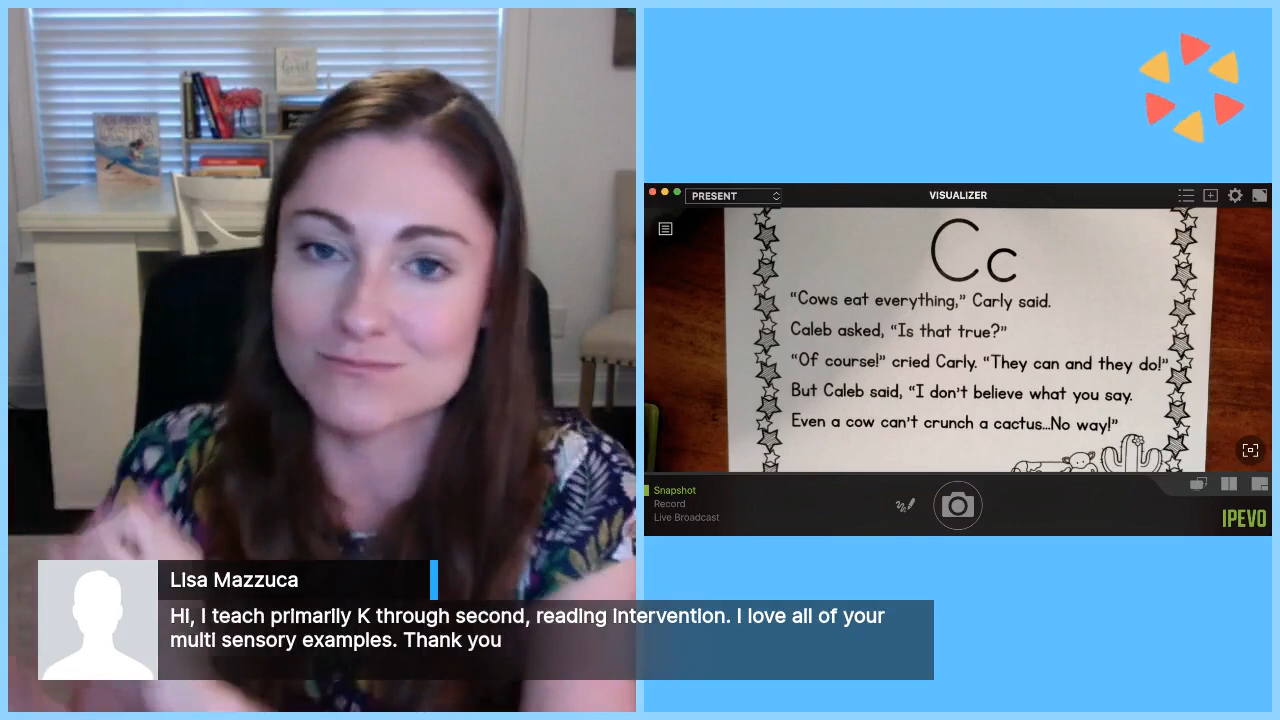 PRESENT
VISUALIZER
Cc
“Cows eat everything,” Carly said.
Caleb asked, “Is that true?”
“Of course!” cried Carly. “They can and they do!”
But Caleb said, “I don’t believe what you say.
Even a cow can’t crunch a cactus...No way!”
Snapshot
Record
Live Broadcast
IPEVO
Lisa Mazzuca
Hi, I teach primarily K through second, reading intervention. I love all of your
multi sensory examples. Thank you